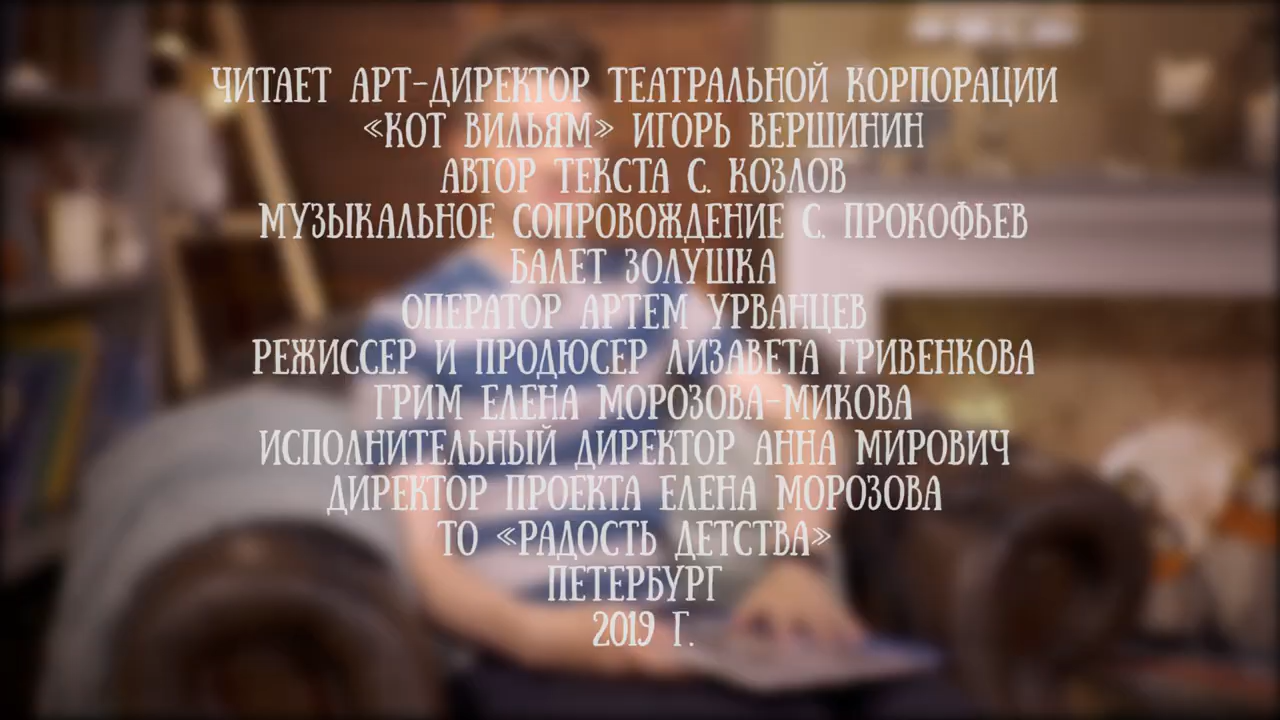 ЧИТАЕТ АРТ-ДИРЕКТОР ТЕАТРАЛЬНОЙ КОРПОРАЦИИ
«КОТ ВИЛЬЯМ» ИГОРЬ ВЕРШИНИН
АВТОР ТЕКСТА С. КОЗЛОВ
МУЗЫКАЛЬНОЕ СОПРОВОЖДЕНИЕ С. ПРОКОФЬЕВ
БАЛЕТ ЗОЛУШКА
ОПЕРАТОР АРТЕМ УРВАНЦЕВ
РЕЖИССЕР И ПРОДЮСЕР ЛИЗАВЕТА ГРИВЕНКОВА
ГРИМ ЕЛЕНА МОРОЗОВА-МИКОВА
ИСПОЛНИТЕЛЬНЫЙ ДИРЕКТОР АННА МИРОВИЧ
ДИРЕКТОР ПРОЕКТА ЕЛЕНА МОРОЗОВА
ТО «РАДОСТЬ ДЕТСТВА»
ПЕТЕРБУРГ
2019 Г.